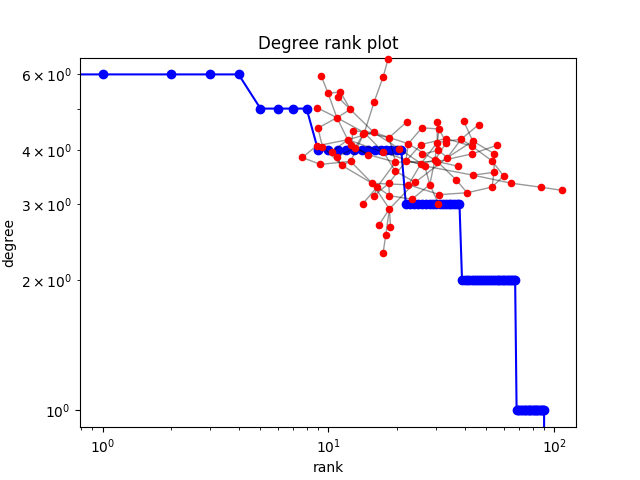 Degree rank plot
6 × 10⁰
4 × 10⁰
3 × 10⁰
2 × 10⁰
10⁰
degree
10⁰ 10¹ 10²
rank